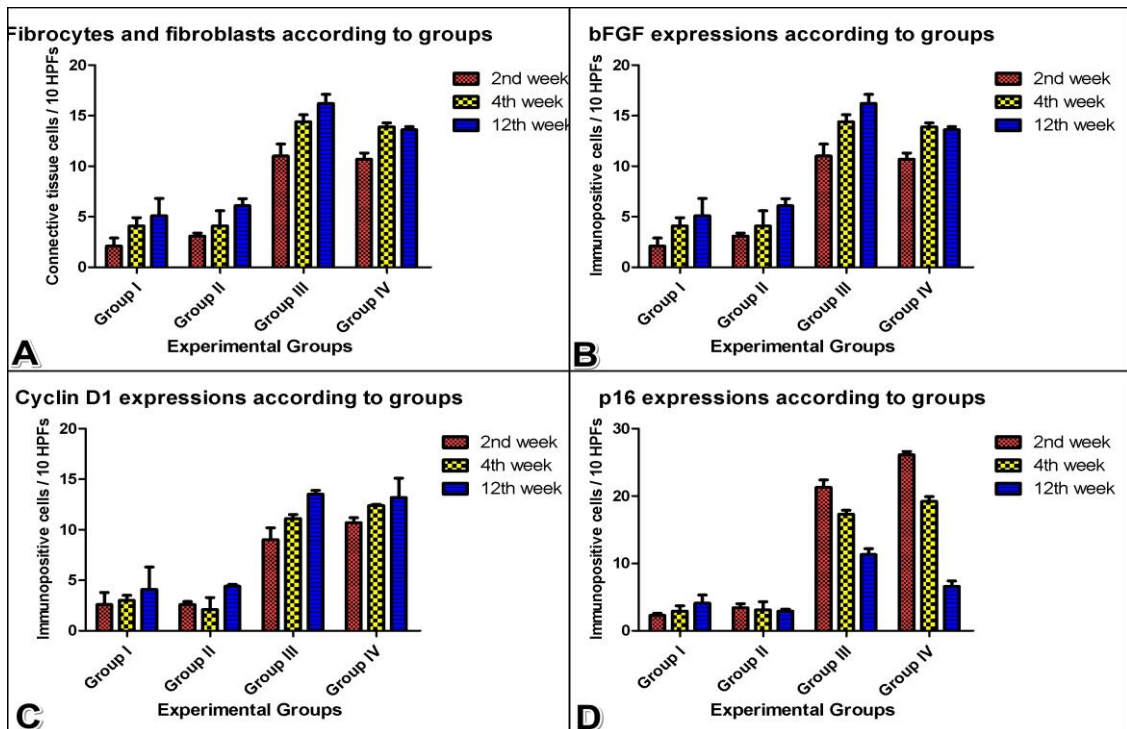 Fibrocytes and fibroblasts according to groups
Connective tissue cells / 10 HPFs
20
15
10
5
0
2nd week
4th week
12th week
Group I
Group II
Group III
Group IV
Experimental Groups
A
bFGF expressions according to groups
Immunopositive cells / 10 HPFs
20
15
10
5
0
2nd week
4th week
12th week
Group I
Group II
Group III
Group IV
Experimental Groups
B
Cyclin D1 expressions according to groups
Immunopositive cells / 10 HPFs
20
15
10
5
0
2nd week
4th week
12th week
Group I
Group II
Group III
Group IV
Experimental Groups
C
p16 expressions according to groups
Immunopositive cells / 10 HPFs
30
20
10
0
2nd week
4th week
12th week
Group I
Group II
Group III
Group IV
Experimental Groups
D